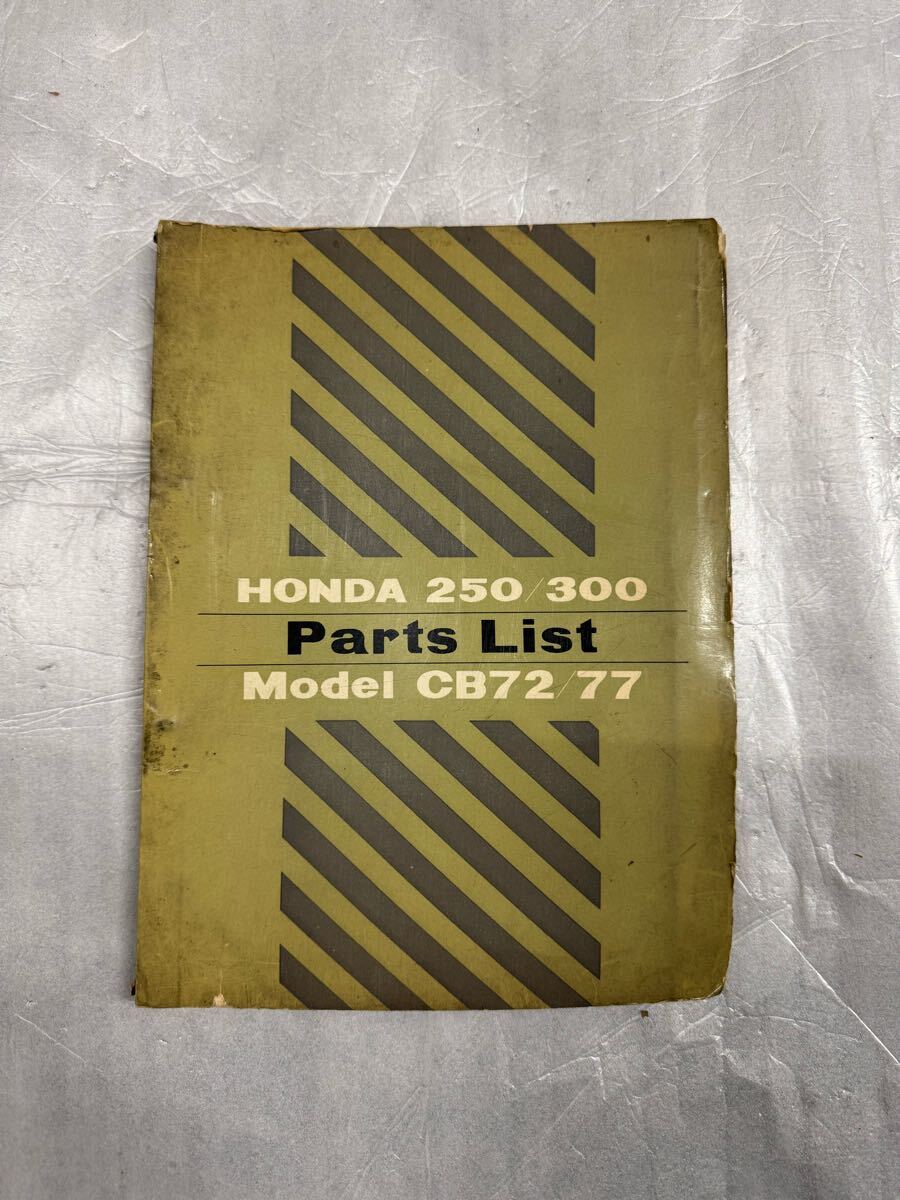 HONDA 250/300
Parts List
Model CB72/77